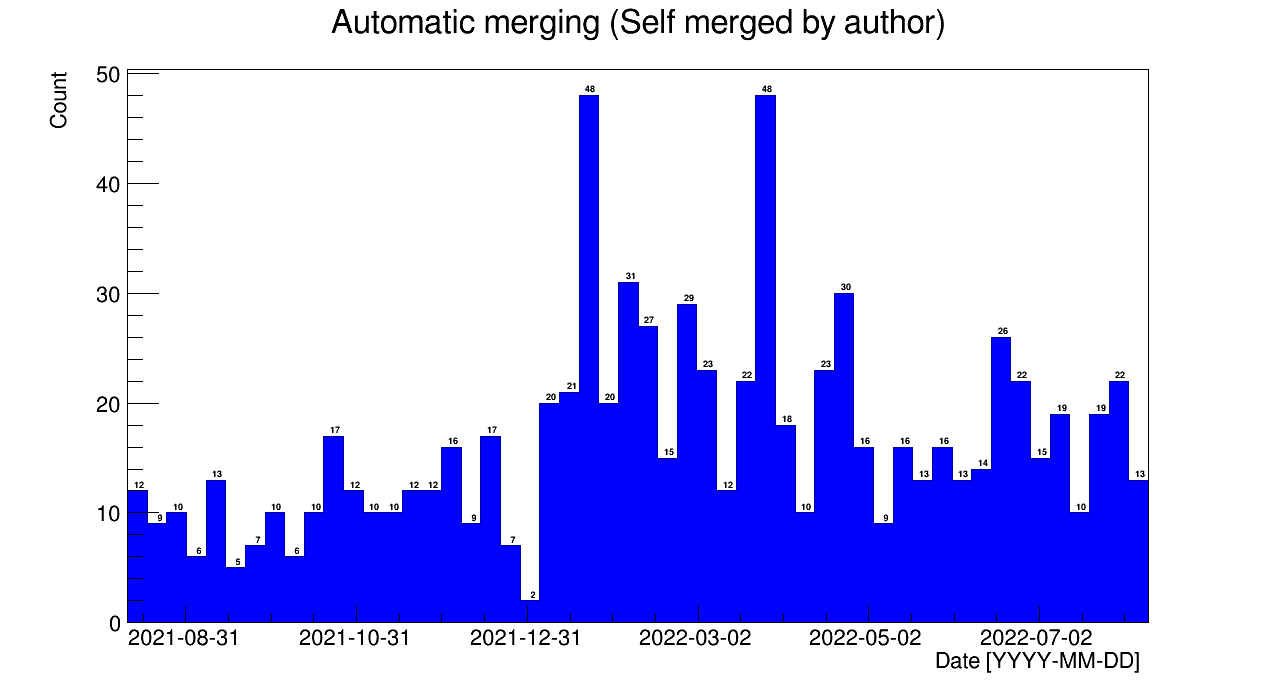 Automatic merging (Self merged by author)
Count
50
40
30
20
10
0
12 9 10 6 13 5 7 10 6 10 17 12 10 10 12 12 16 9 17 7 2 20 21 48 20 31 27 15 29 23 12 22 48 18 10 23 30 16 9 16 13 16 13 14 26 22 15 19 10 19 22 13
2021-08-31 2021-10-31 2021-12-31 2022-03-02 2022-05-02 2022-07-02
Date [YYYY-MM-DD]